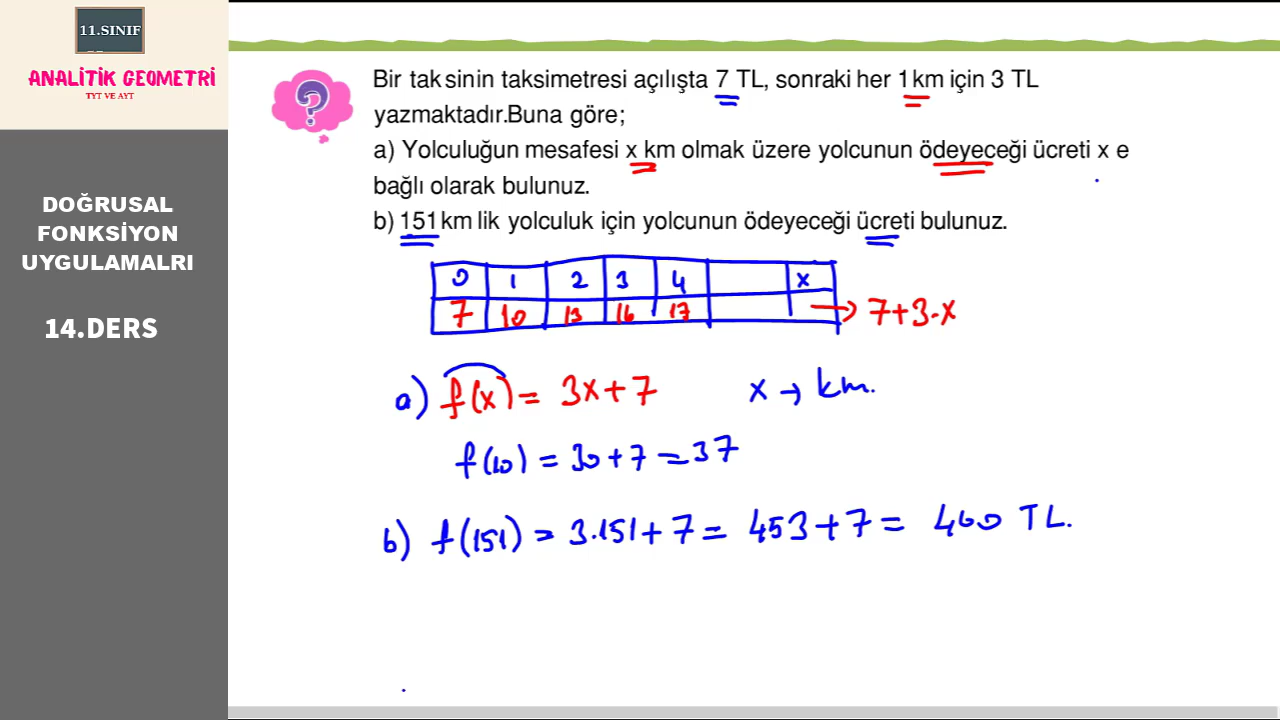 11.SINIF
ANALİTİK GEOMETRİ
TYT VE AYT
DOĞRUSAL
FONKSİYON
UYGULAMALRI
14.DERS
Bir tak sinin taksimetresi açılışta 7 TL, sonraki her 1 km için 3 TL
yazmaktadır.Buna göre;
a) Yolculuğun mesafesi x km olmak üzere yolcunun ödeyeceği ücreti x e
bağlı olarak bulunuz.
b) 151 km lik yolculuk için yolcunun ödeyeceği ücreti bulunuz.
0 1 2 3 4 x
7 10 13 16 17 → 7+3·x
a) f(x) = 3x+7 x → km.
f(10) = 30+7 = 37
b) f(151) = 3.151+7 = 453+7 = 460 TL.